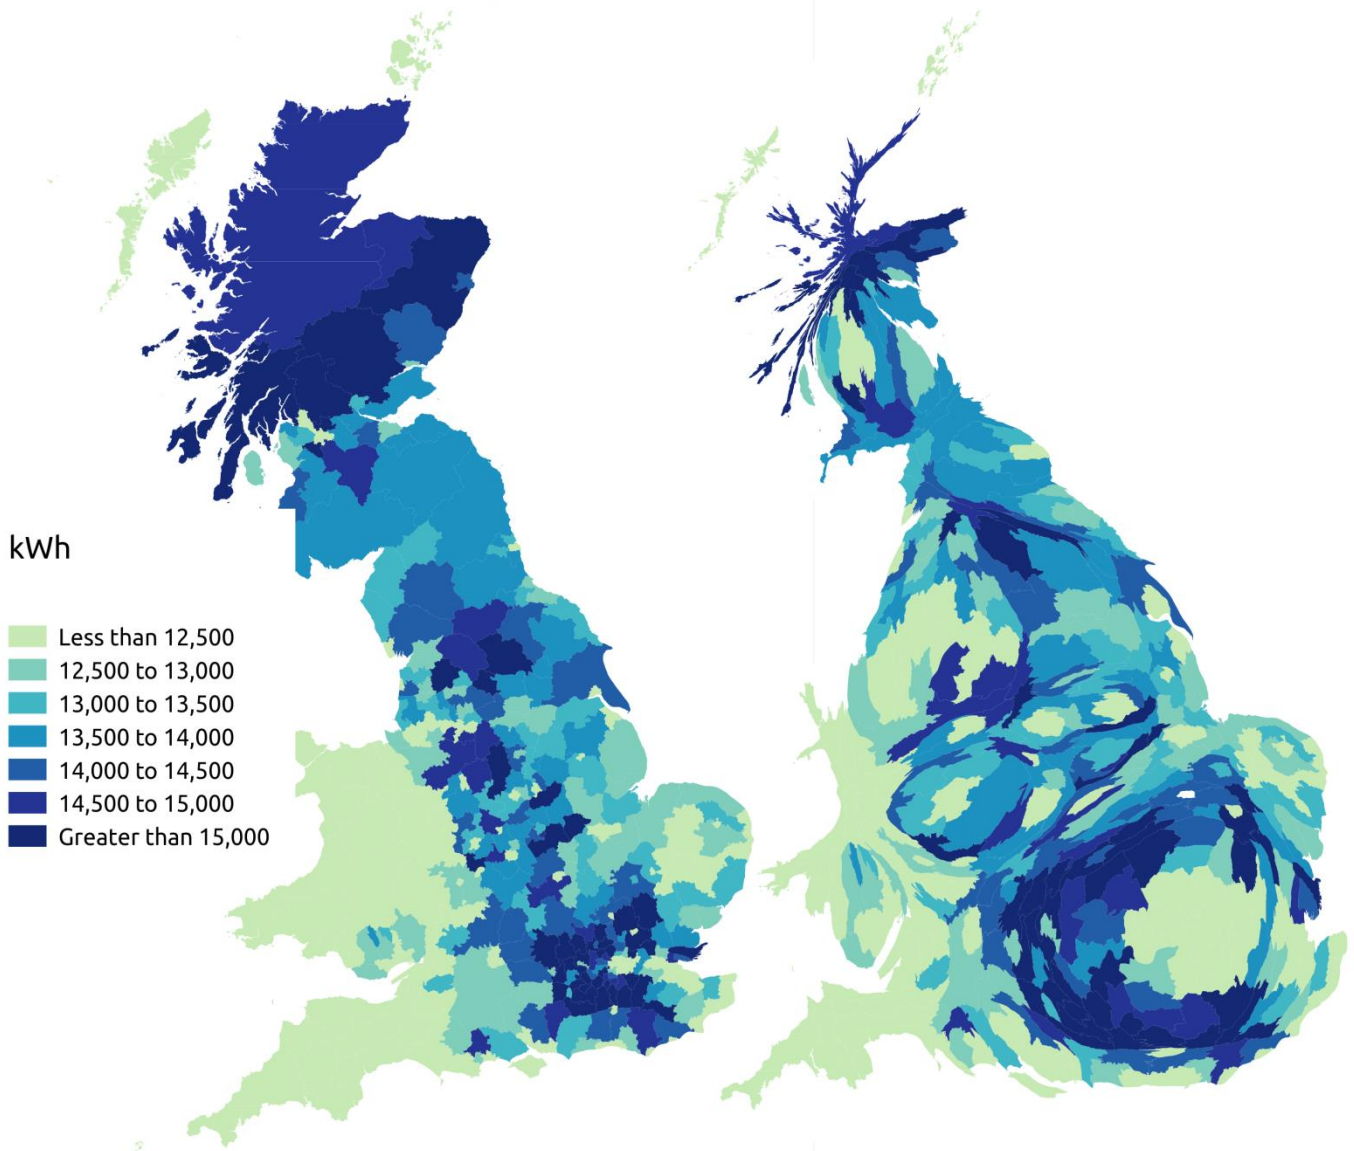 kWh
Less than 12,500
12,500 to 13,000
13,000 to 13,500
13,500 to 14,000
14,000 to 14,500
14,500 to 15,000
Greater than 15,000